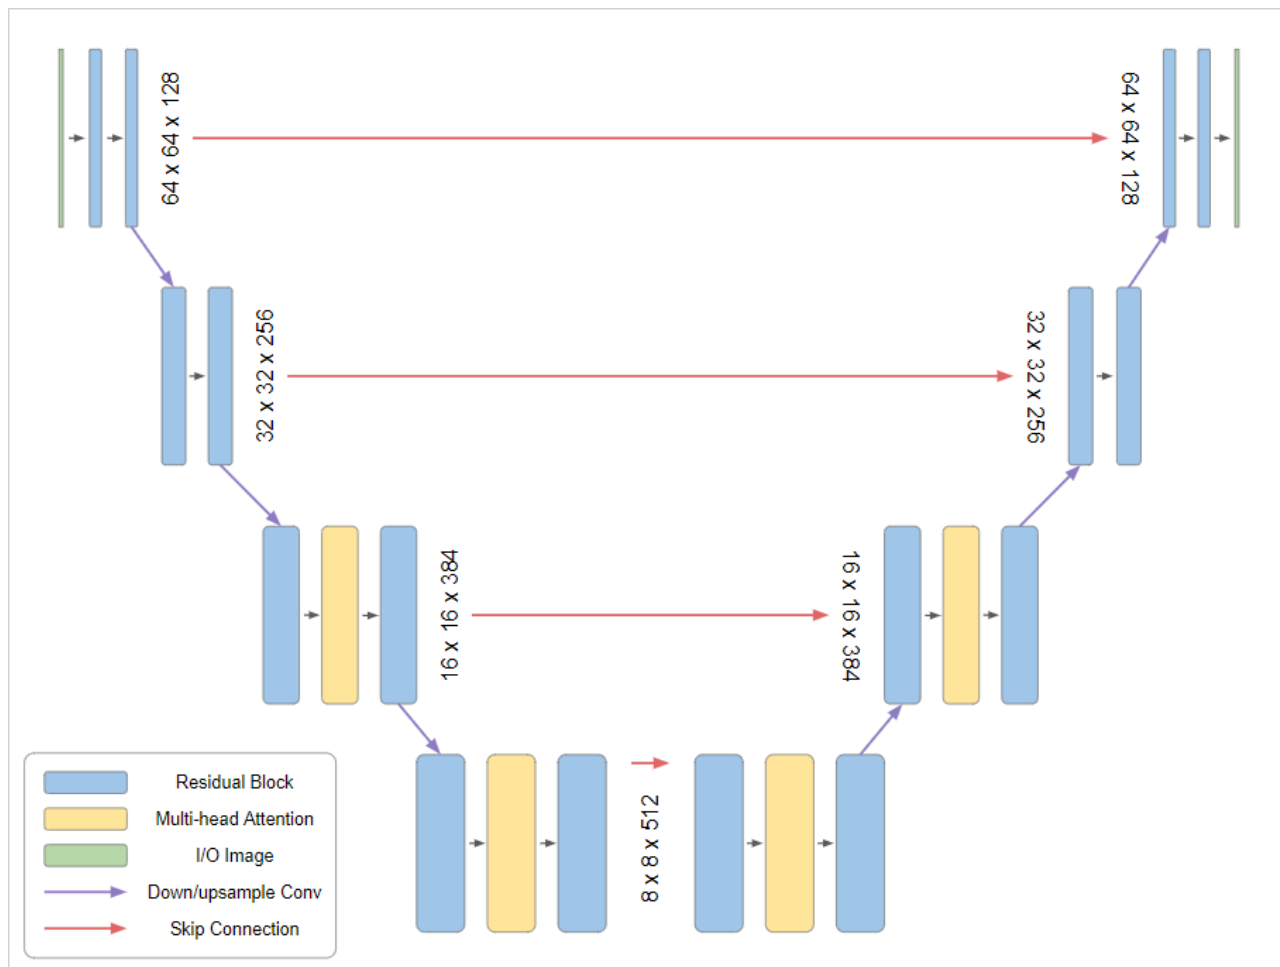 64 x 64 x 128
64 x 64 x 128
32 x 32 x 256
32 x 32 x 256
16 x 16 x 384
16 x 16 x 384
8 x 8 x 512
Residual Block
Multi-head Attention
I/O Image
Down/upsample Conv
Skip Connection